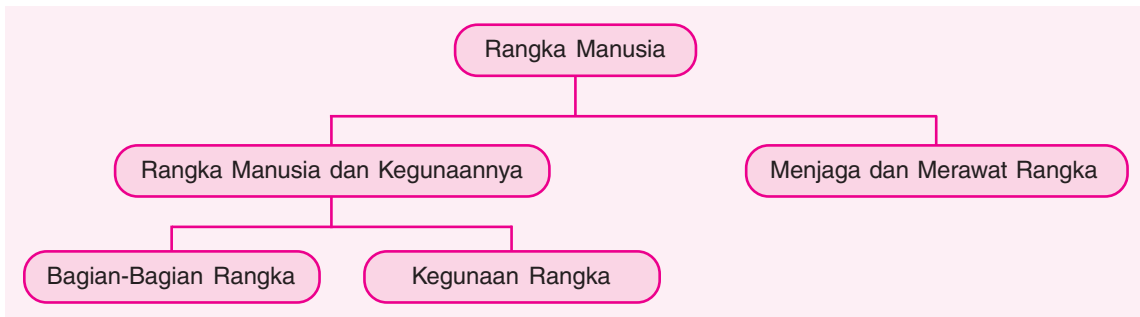 Rangka Manusia
Rangka Manusia dan Kegunaannya
Menjaga dan Merawat Rangka
Bagian-Bagian Rangka
Kegunaan Rangka